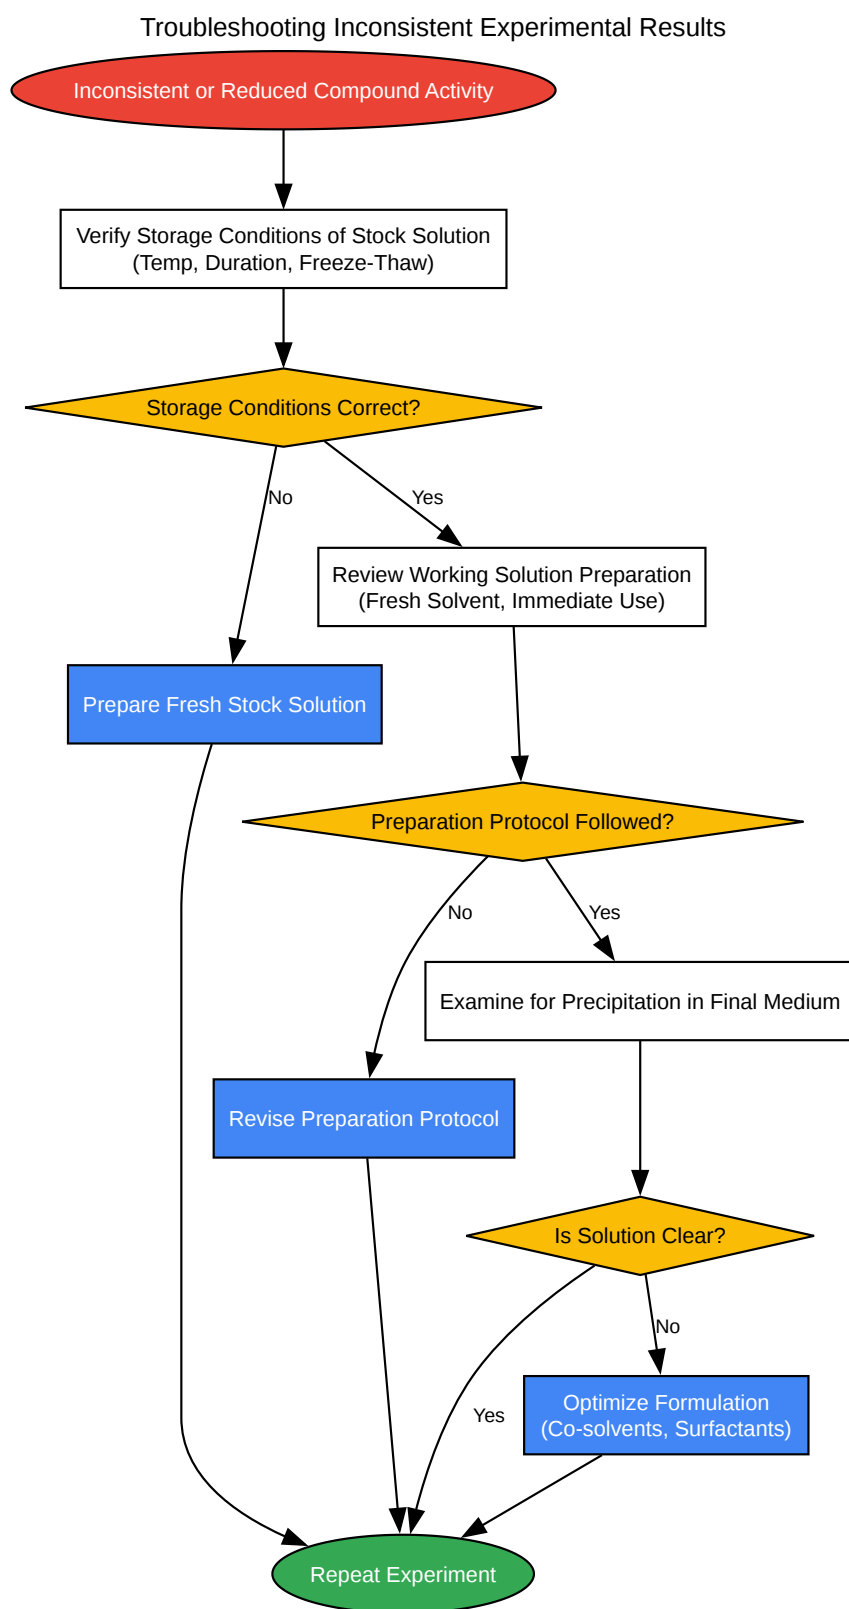 Troubleshooting Inconsistent Experimental Results
Inconsistent or Reduced Compound Activity
Verify Storage Conditions of Stock Solution
(Temp, Duration, Freeze-Thaw)
Storage Conditions Correct?
No
Yes
Review Working Solution Preparation
(Fresh Solvent, Immediate Use)
Prepare Fresh Stock Solution
Preparation Protocol Followed?
No
Yes
Examine for Precipitation in Final Medium
Revise Preparation Protocol
Is Solution Clear?
No
Yes
Optimize Formulation
(Co-solvents, Surfactants)
Repeat Experiment